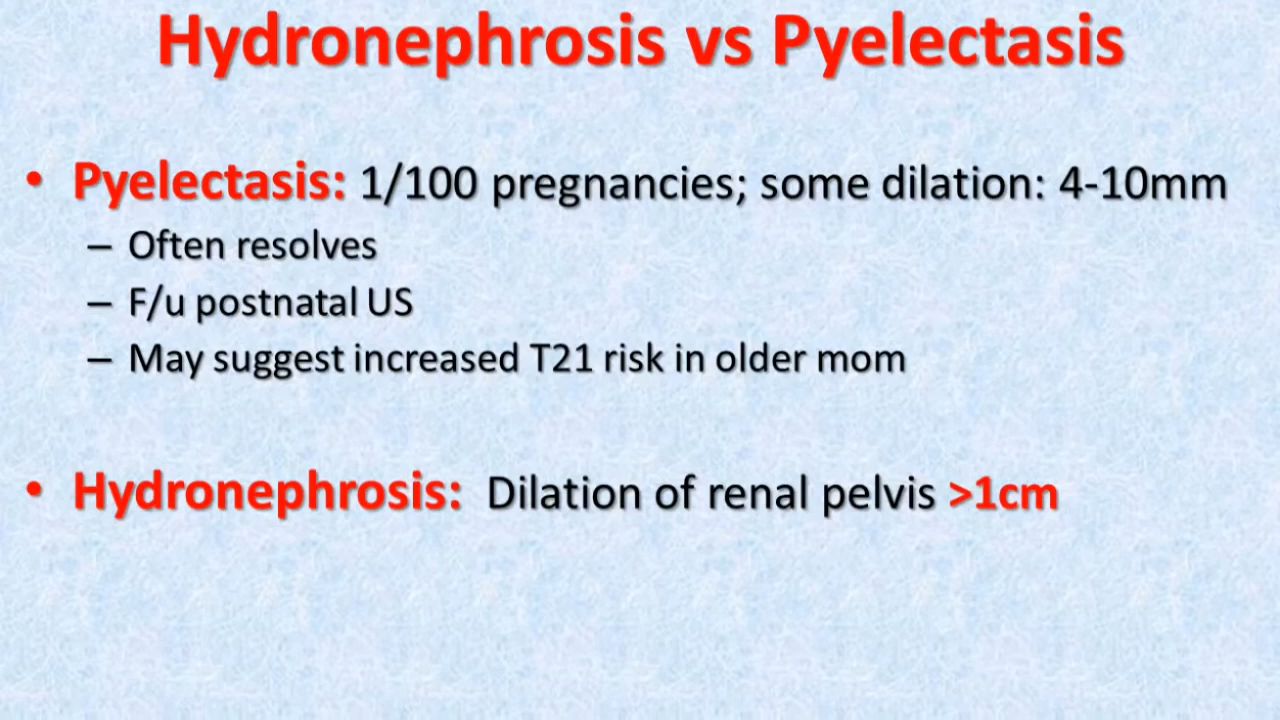 Hydronephrosis vs Pyelectasis
• Pyelectasis: 1/100 pregnancies; some dilation: 4-10mm
– Often resolves
– F/u postnatal US
– May suggest increased T21 risk in older mom
• Hydronephrosis: Dilation of renal pelvis >1cm